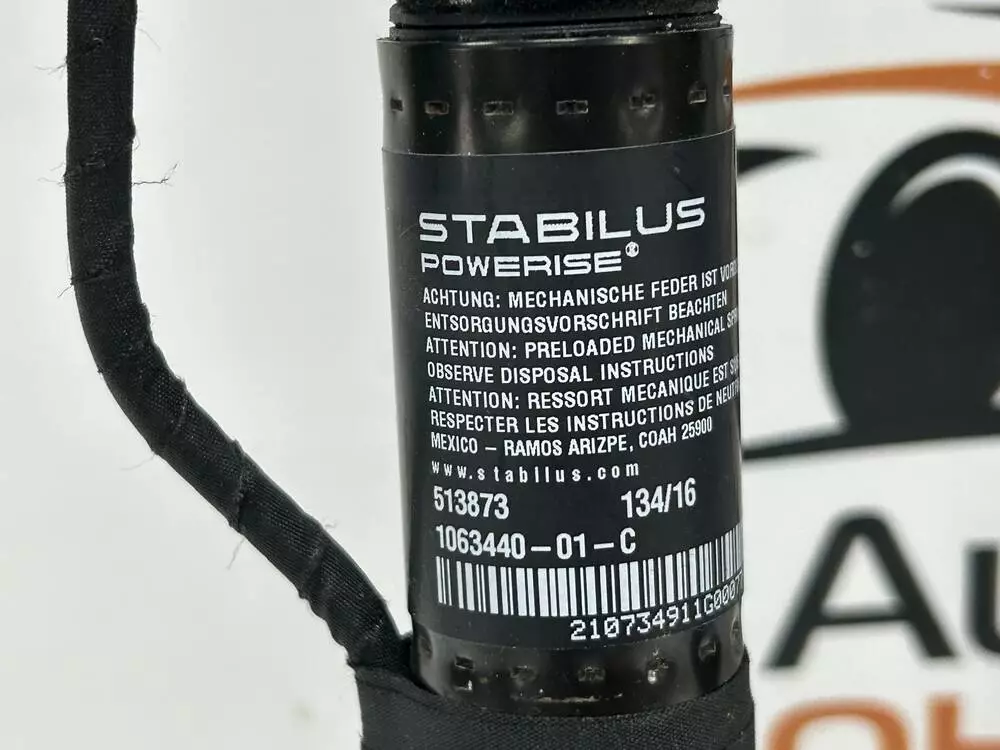 STABILUS
POWERISE®
ACHTUNG: MECHANISCHE FEDER IST
ENTSORGUNGSVORSCHRIFT BEACHTEN
ATTENTION: PRELOADED MECHANICAL
OBSERVE DISPOSAL INSTRUCTIONS
ATTENTION: RESSORT MECANIQUE EST
RESPECTER LES INSTRUCTIONS DE
MEXICO – RAMOS ARIZPE, COAH 25900
www.stabilus.com
513873 134/16
1063440-01-C